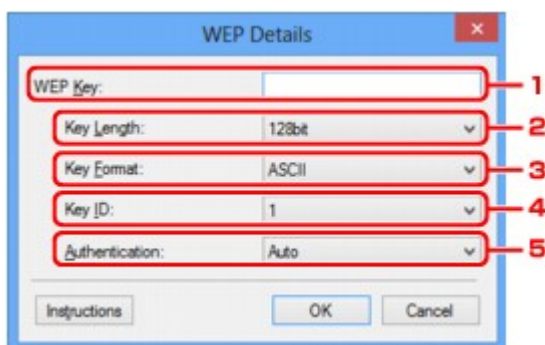 WEP Details
WEP Key: 1
Key Length: 128bit 2
Key Format: ASCII 3
Key ID: 1 4
Authentication: Auto 5
Instructions OK Cancel